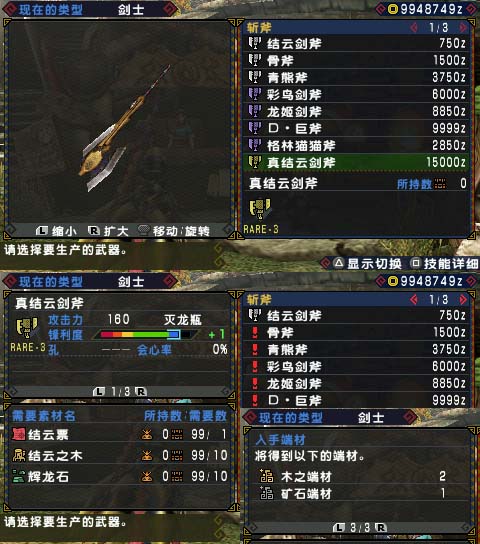 现在的类型 剑士
9948749z
斩斧 1/3
结云剑斧 750z
骨斧 1500z
青熊斧 3750z
彩鸟剑斧 6000z
龙姬剑斧 8850z
D·巨斧 9999z
格林猫猫斧 2850z
真结云剑斧 15000z
真结云剑斧 所持数 0
RARE-3
L 缩小 R 扩大 移动/旋转
请选择要生产的武器。
△显示切换 □技能详细
现在的类型 剑士
9948749z
真结云剑斧
RARE-3
攻击力 160 灭龙瓶
锋利度 +1
孔 --- 会心率 0%
L 1/3 R
斩斧 1/3
结云剑斧 750z
骨斧 1500z
青熊斧 3750z
彩鸟剑斧 6000z
龙姬剑斧 8850z
D·巨斧 9999z
需要素材名 所持数/需要数
结云票 0 99/ 1
结云之木 0 99/10
辉龙石 0 99/10
请选择要生产的武器。
现在的类型 剑士
入手端材
将得到以下的端材。
木之端材 2
矿石端材 1
L 3/3 R